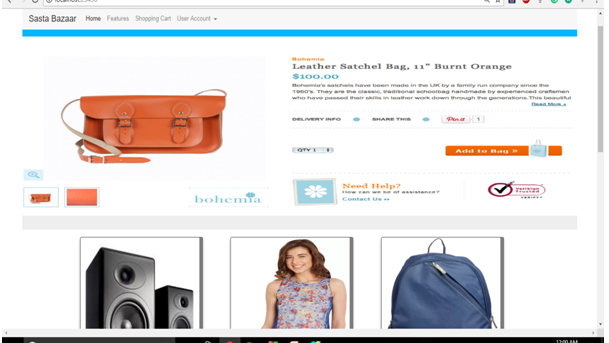 Sasta Bazaar Home Features Shopping Cart User Account
Bohemia
Leather Satchel Bag, 11" Burnt Orange
$100.00
Bohemia's satchels have been made in the UK by a family run company since the
1960's. They are the classic, traditional schoolbag handmade by experienced craftsmen
who have passed their skills in leather work down through the generations.This beautiful
Read More »
DELIVERY INFO SHARE THIS Pin it 1
QTY 1 Add to Bag »
bohemia
Need Help?
How can we be of assistance?
Contact Us »
VeriSign
Trusted
VERIFY
12:00 AM